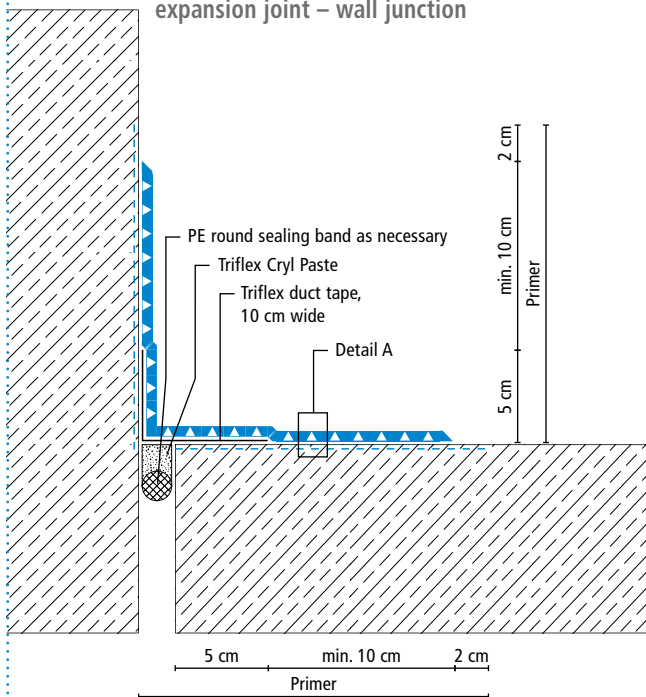 expansion joint – wall junction
2 cm
min. 10 cm
Primer
5 cm
PE round sealing band as necessary
Triflex Cryl Paste
Triflex duct tape,
10 cm wide
Detail A
5 cm
min. 10 cm
2 cm
Primer